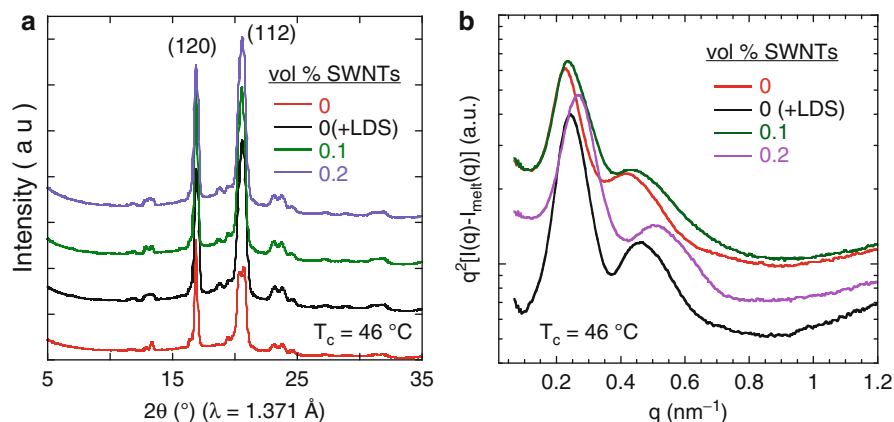 a
(120)
(112)
vol % SWNTs
0
0(+LDS)
0.1
0.2
Intensity ( a u )
T_c = 46 °C
5
15
25
35
2θ (°) (λ = 1.371 Å)
b
vol % SWNTs
0
0 (+LDS)
0.1
0.2
q²[I(q)-I_melt(q)] (a.u.)
T_c = 46 °C
0.2
0.4
0.6
0.8
1
1.2
q (nm⁻¹)